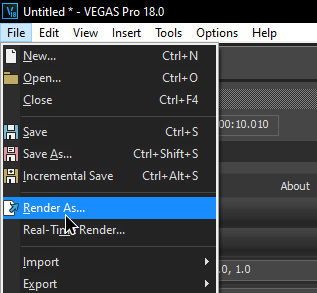 Untitled * - VEGAS Pro 18.0
File Edit View Insert Tools Options Help
New... Ctrl+N
Open... Ctrl+O
Close Ctrl+F4
Save Ctrl+S
Save As... Ctrl+Shift+S
Incremental Save Ctrl+Alt+S
Render As...
Real-Time Render...
Import
Export
00:10.010
About
0, 1.0